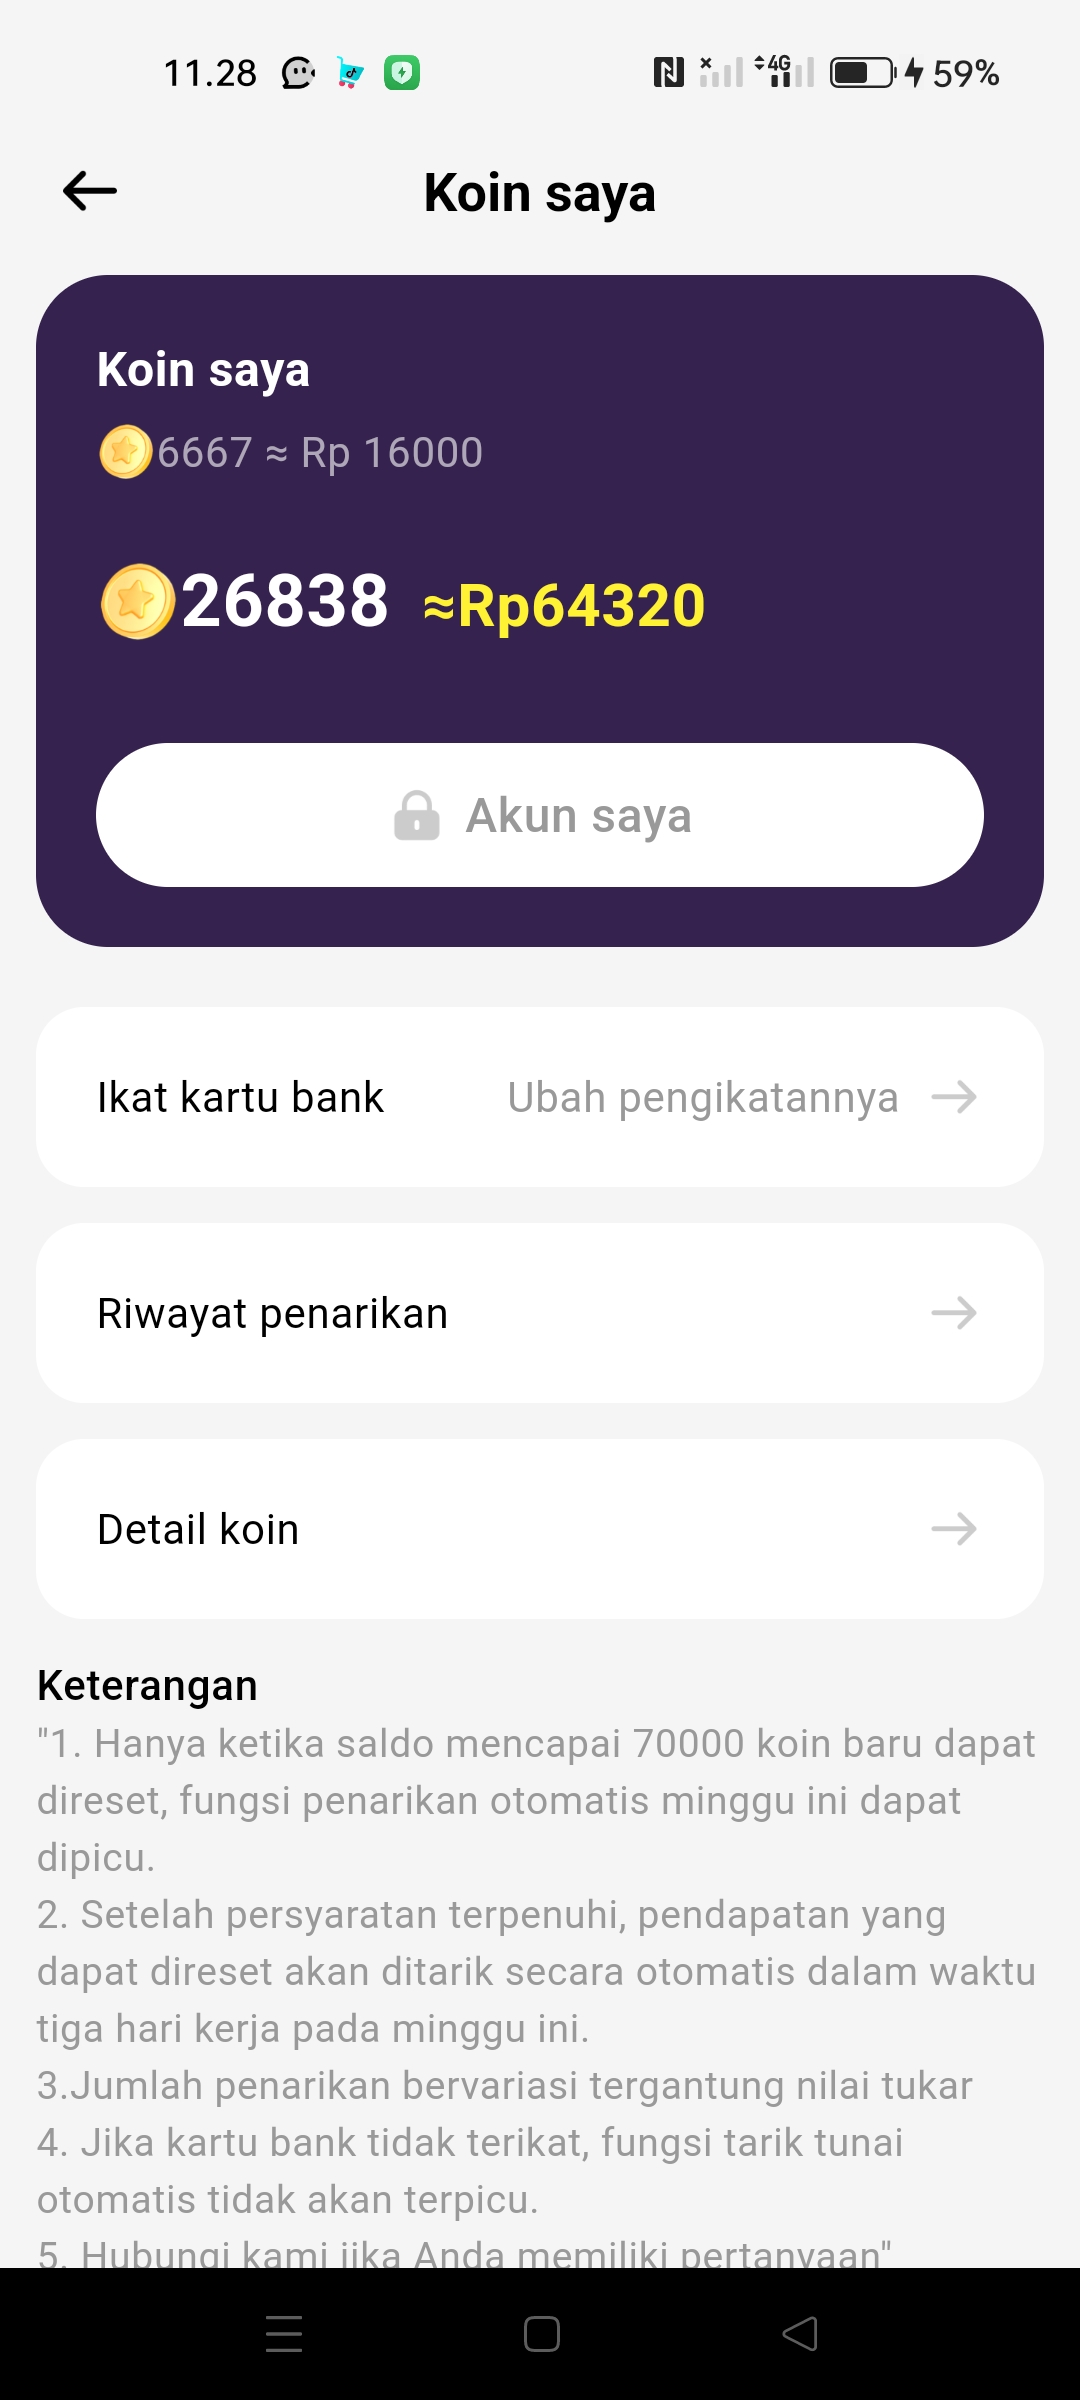 11.28
4G
59%
Koin saya
Koin saya
6667 ≈ Rp 16000
26838 ≈Rp64320
Akun saya
Ikat kartu bank Ubah pengikatannya
Riwayat penarikan
Detail koin
Keterangan
"1. Hanya ketika saldo mencapai 70000 koin baru dapat
direset, fungsi penarikan otomatis minggu ini dapat
dipicu.
2. Setelah persyaratan terpenuhi, pendapatan yang
dapat direset akan ditarik secara otomatis dalam waktu
tiga hari kerja pada minggu ini.
3.Jumlah penarikan bervariasi tergantung nilai tukar
4. Jika kartu bank tidak terikat, fungsi tarik tunai
otomatis tidak akan terpicu.
5. Hubungi kami jika Anda memiliki pertanyaan"